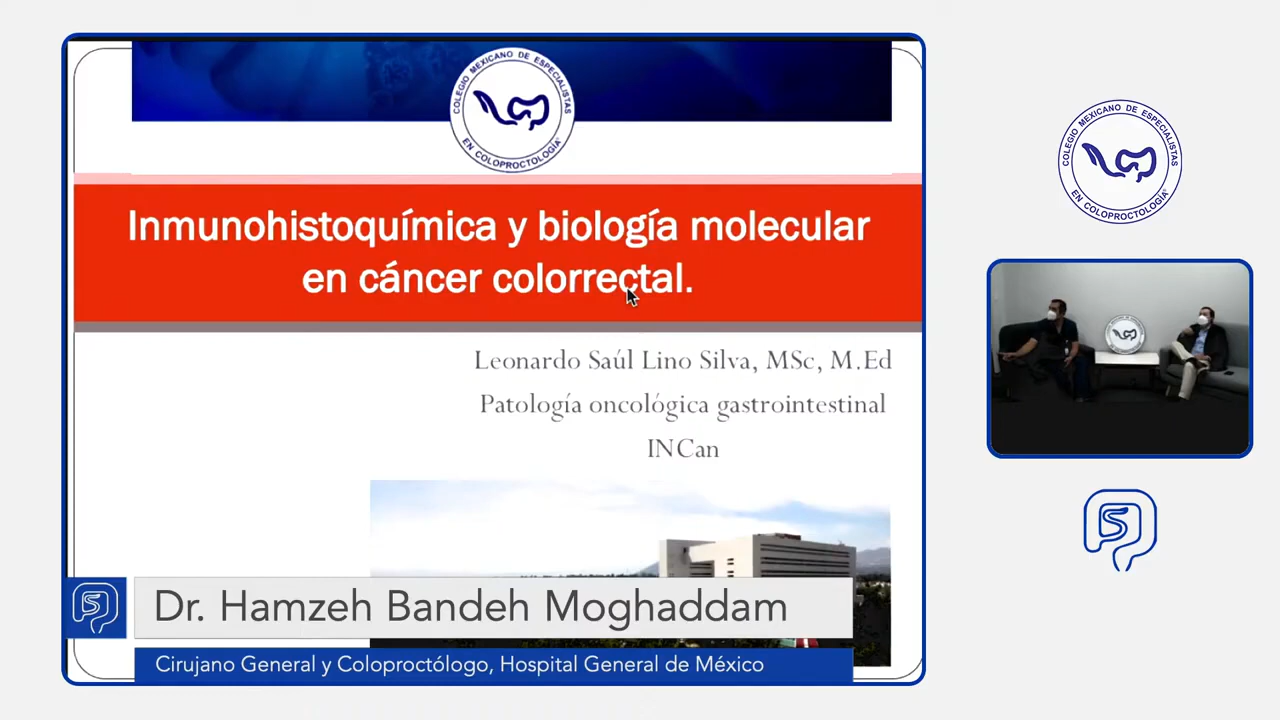 COLEGIO MEXICANO DE ESPECIALISTAS
EN COLOPROCTOLOGÍA
Inmunohistoquímica y biología molecular
en cáncer colorrectal.
Leonardo Saúl Lino Silva, MSc, M.Ed
Patología oncológica gastrointestinal
INCan
Dr. Hamzeh Bandeh Moghaddam
Cirujano General y Coloproctólogo, Hospital General de México
COLEGIO MEXICANO DE ESPECIALISTAS
EN COLOPROCTOLOGÍA